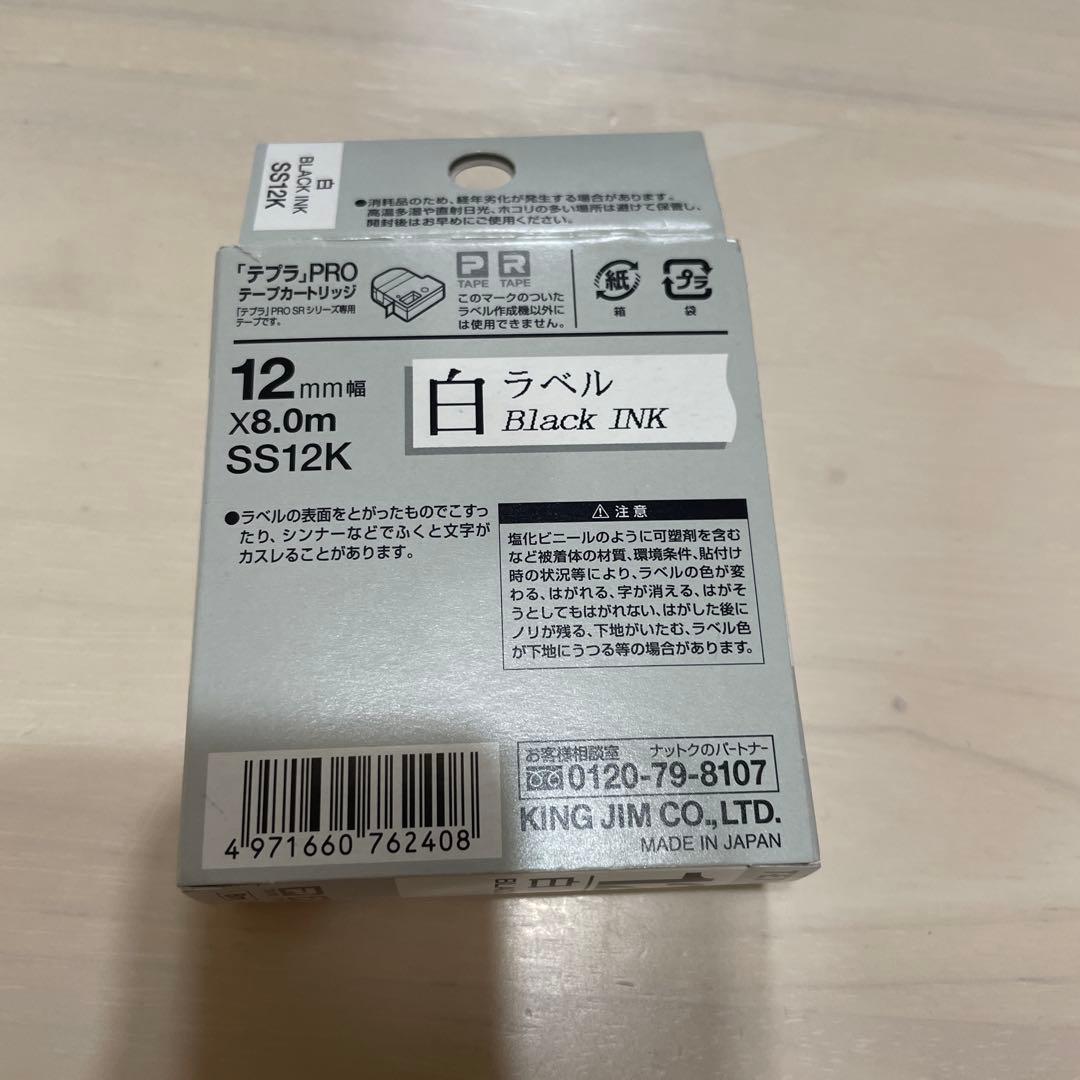 白
BLACK INK
SS12K
●消耗品のため、経年劣化が発生する場合があります。
高温多湿や直射日光、ホコリの多い場所は避けて保管し、
開封後はお早めにご使用ください。
「テプラ」PRO
テープカートリッジ
「テプラ」PRO SRシリーズ専用
テープです。
P R
TAPE TAPE
このマークのついた
ラベル作成機以外に
は使用できません。
紙
箱
プラ
袋
12mm幅
X8.0m
SS12K
白 ラベル
Black INK
●ラベルの表面をとがったものでこすっ
たり、シンナーなどでふくと文字が
カスレることがあります。
⚠注意
塩化ビニールのように可塑剤を含む
など被着体の材質、環境条件、貼付け
時の状況等により、ラベルの色が変
わる、はがれる、字が消える、はがそ
うとしてもはがれない、はがした後に
ノリが残る、下地がいたむ、ラベル色
が下地にうつる等の場合があります。
お客様相談室 ナットクのパートナー
0120-79-8107
KING JIM CO.,LTD.
MADE IN JAPAN
4 971660 762408
白